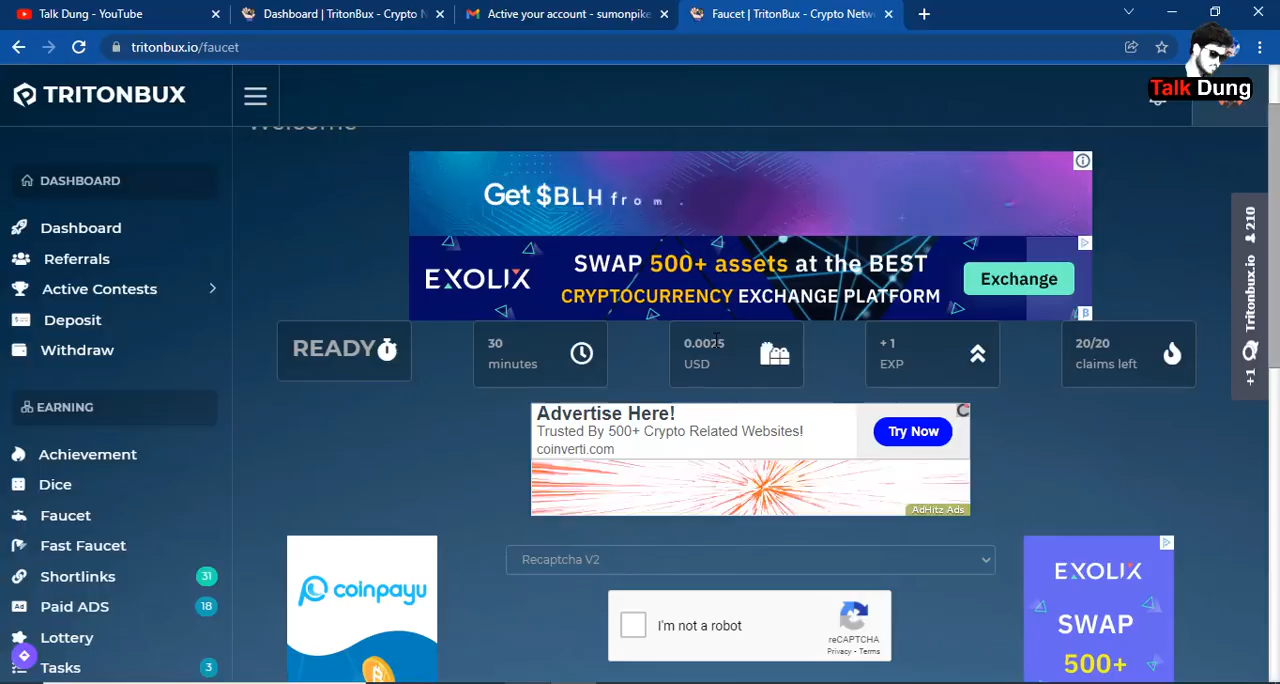 Talk Dung - YouTube
Dashboard | TritonBux - Crypto N
Active your account - sumonpike
Faucet | TritonBux - Crypto Netw
tritonbux.io/faucet
Talk Dung
TRITONBUX
Welcome
DASHBOARD
Dashboard
Referrals
Active Contests
Deposit
Withdraw
EARNING
Achievement
Dice
Faucet
Fast Faucet
Shortlinks 31
Paid ADS 18
Lottery
Tasks 3
Get $BLH from .
EXOLIX
SWAP 500+ assets at the BEST
CRYPTOCURRENCY EXCHANGE PLATFORM
Exchange
READY
30
minutes
0.0025
USD
+ 1
EXP
20/20
claims left
Advertise Here!
Trusted By 500+ Crypto Related Websites!
coinverti.com
Try Now
AdHitz Ads
coinpayu
Recaptcha V2
I'm not a robot
reCAPTCHA
Privacy - Terms
EXOLIX
SWAP
500+
+1 Tritonbux.io 210